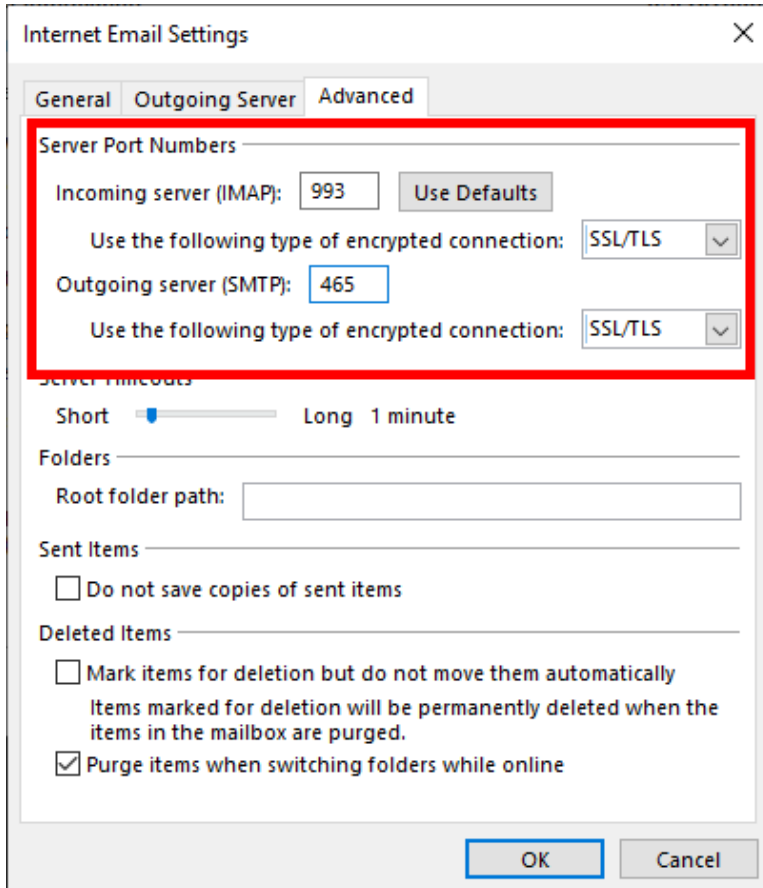 Internet Email Settings
General Outgoing Server Advanced
Server Port Numbers
Incoming server (IMAP): 993 Use Defaults
Use the following type of encrypted connection: SSL/TLS
Outgoing server (SMTP): 465
Use the following type of encrypted connection: SSL/TLS
Server Timeouts
Short Long 1 minute
Folders
Root folder path:
Sent Items
Do not save copies of sent items
Deleted Items
Mark items for deletion but do not move them automatically
Items marked for deletion will be permanently deleted when the
items in the mailbox are purged.
Purge items when switching folders while online
OK Cancel